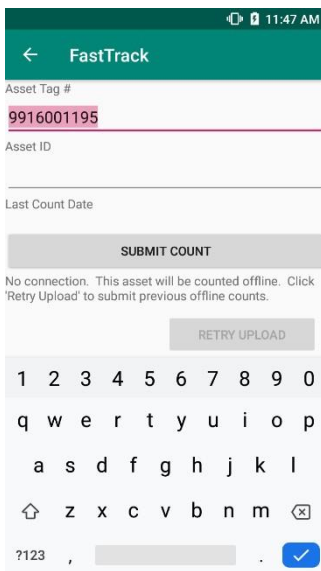 11:47 AM
FastTrack
Asset Tag #
9916001195
Asset ID
Last Count Date
SUBMIT COUNT
No connection.  This asset will be counted offline.  Click
'Retry Upload' to submit previous offline counts.
RETRY UPLOAD
1 2 3 4 5 6 7 8 9 0
q w e r t y u i o p
a s d f g h j k l
z x c v b n m
?123 , .